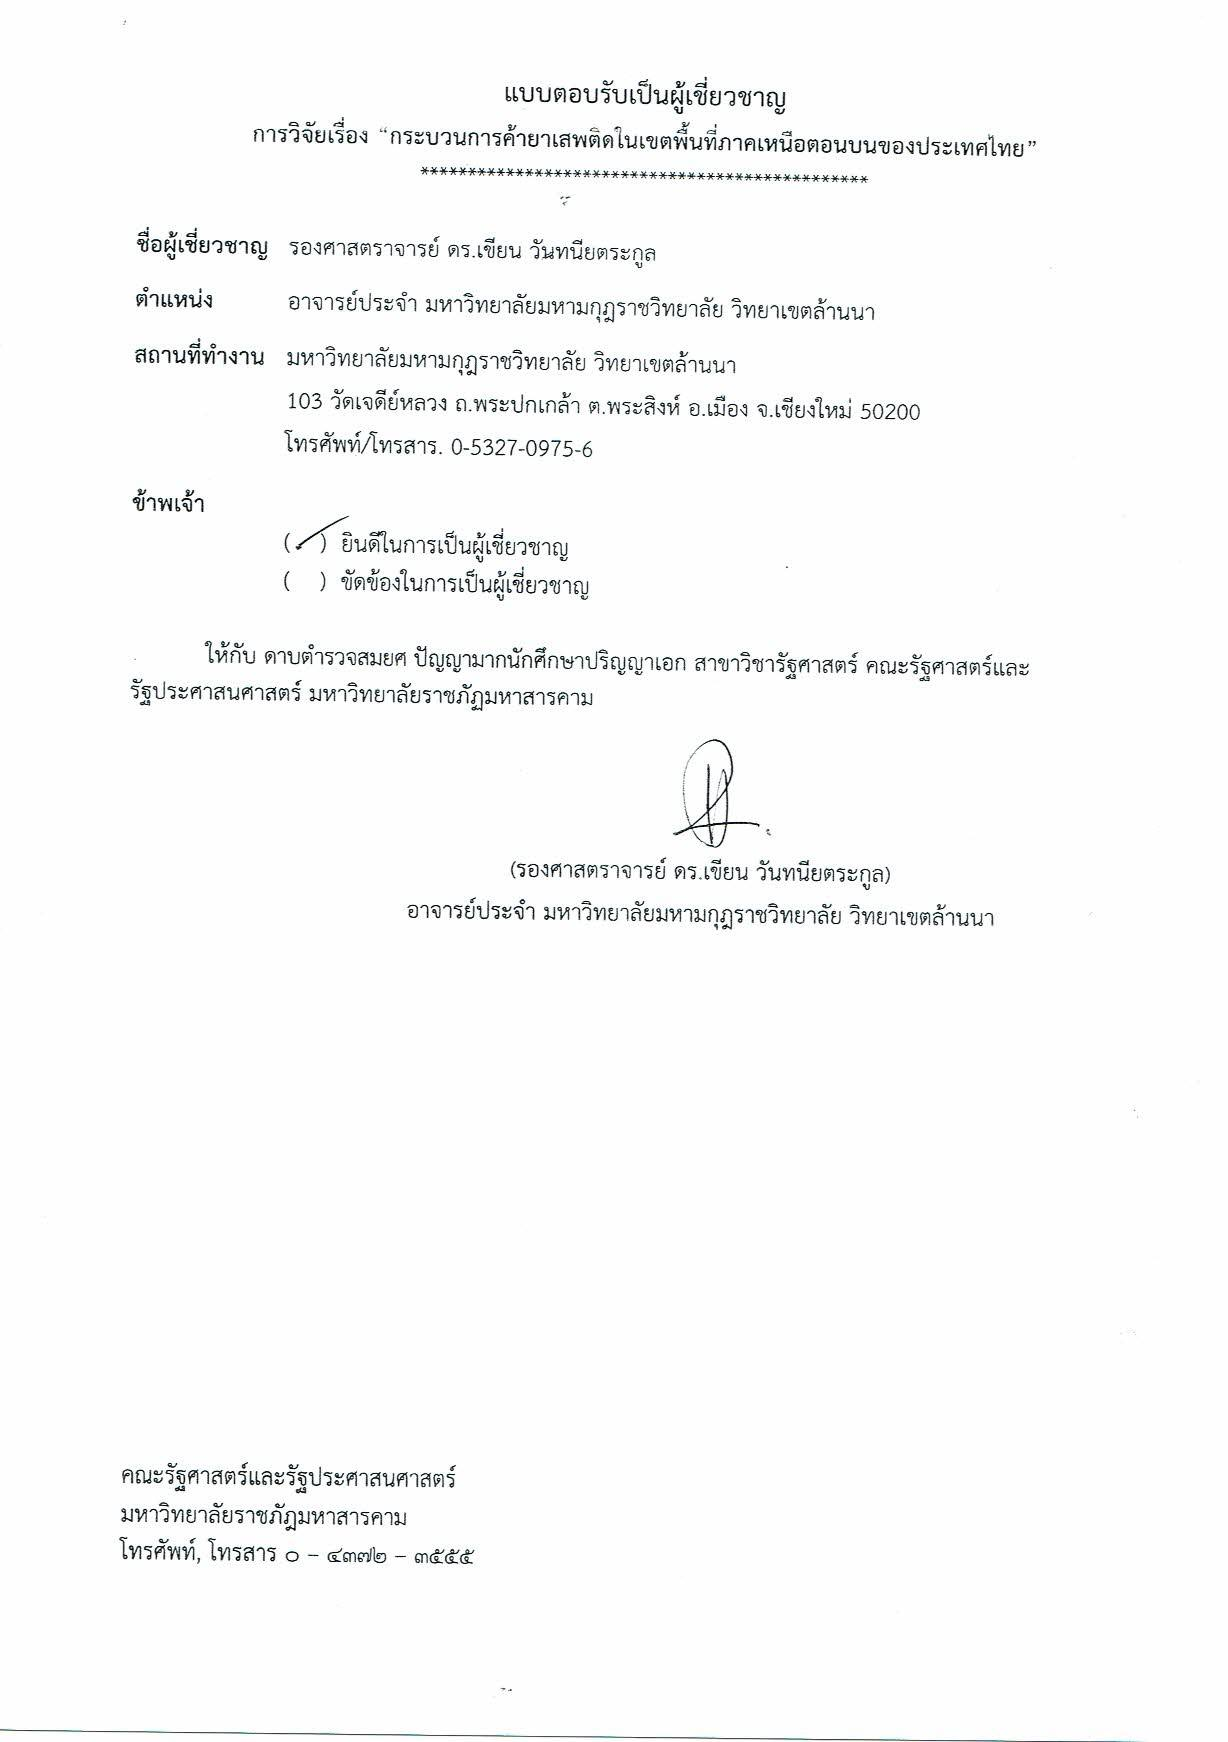 แบบตอบรับเป็นผู้เชี่ยวชาญ
การวิจัยเรื่อง “กระบวนการค้ายาเสพติดในเขตพื้นที่ภาคเหนือตอนบนของประเทศไทย”
***********************************************
ชื่อผู้เชี่ยวชาญ รองศาสตราจารย์ ดร.เขียน วันทนียตระกูล
ตำแหน่ง อาจารย์ประจำ มหาวิทยาลัยมหามกุฎราชวิทยาลัย วิทยาเขตล้านนา
สถานที่ทำงาน มหาวิทยาลัยมหามกุฎราชวิทยาลัย วิทยาเขตล้านนา
103 วัดเจดีย์หลวง ถ.พระปกเกล้า ต.พระสิงห์ อ.เมือง จ.เชียงใหม่ 50200
โทรศัพท์/โทรสาร. 0-5327-0975-6
ข้าพเจ้า
(✓) ยินดีในการเป็นผู้เชี่ยวชาญ
( ) ขัดข้องในการเป็นผู้เชี่ยวชาญ
ให้กับ ดาบตำรวจสมยศ ปัญญามากนักศึกษาปริญญาเอก สาขาวิชารัฐศาสตร์ คณะรัฐศาสตร์และ
รัฐประศาสนศาสตร์ มหาวิทยาลัยราชภัฏมหาสารคาม
(รองศาสตราจารย์ ดร.เขียน วันทนียตระกูล)
อาจารย์ประจำ มหาวิทยาลัยมหามกุฎราชวิทยาลัย วิทยาเขตล้านนา
คณะรัฐศาสตร์และรัฐประศาสนศาสตร์
มหาวิทยาลัยราชภัฏมหาสารคาม
โทรศัพท์, โทรสาร ๐ – ๔๓๗๒ – ๓๕๕๕